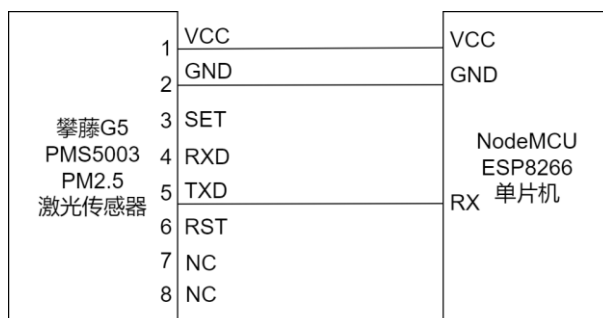 攀藤G5
PMS5003
PM2.5
激光传感器
1 VCC
2 GND
3 SET
4 RXD
5 TXD
6 RST
7 NC
8 NC
VCC
GND
RX
NodeMCU
ESP8266
单片机